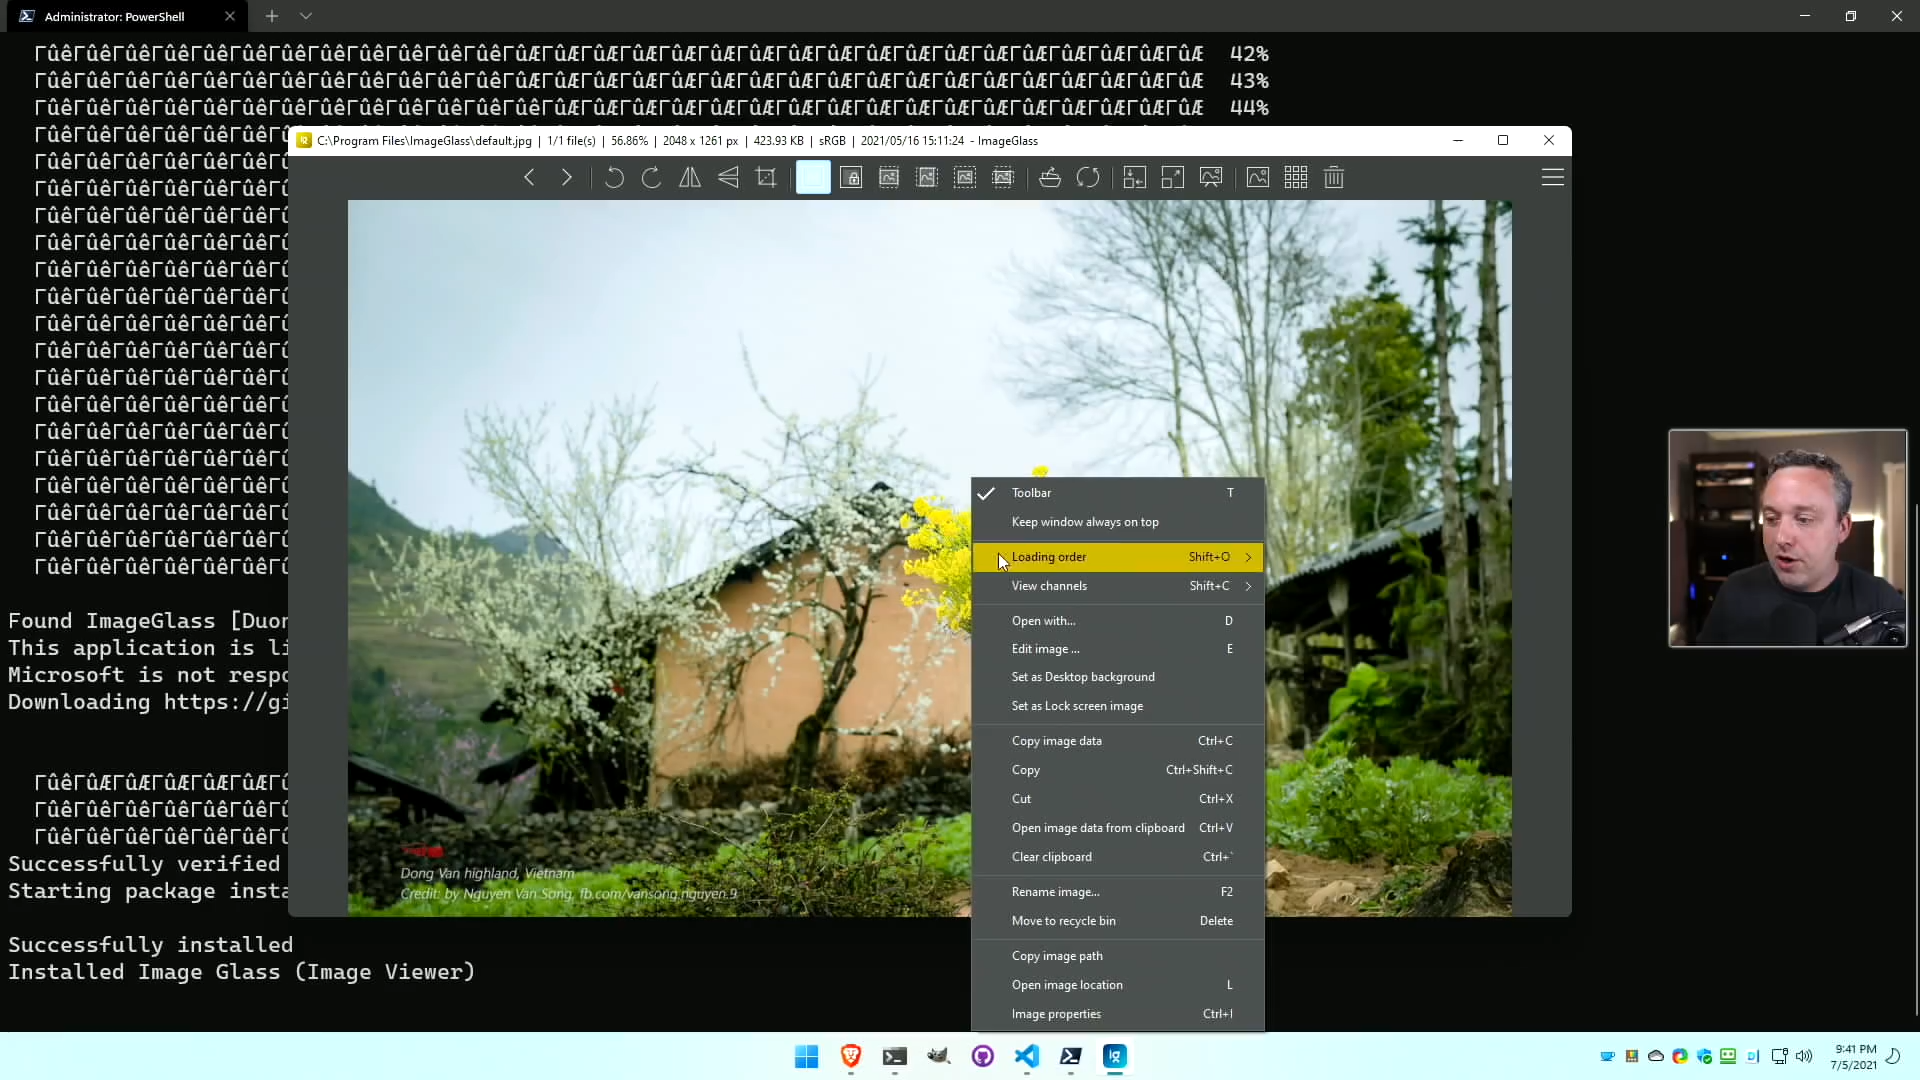 Administrator: PowerShell
ΓûêΓûêΓûêΓûêΓûêΓûêΓûêΓûêΓûêΓûêΓûêΓûêΓûêΓûÆΓûÆΓûÆΓûÆΓûÆΓûÆΓûÆΓûÆΓûÆΓûÆΓûÆΓûÆΓûÆΓûÆΓûÆΓûÆΓûÆ 42%
ΓûêΓûêΓûêΓûêΓûêΓûêΓûêΓûêΓûêΓûêΓûêΓûêΓûêΓûÆΓûÆΓûÆΓûÆΓûÆΓûÆΓûÆΓûÆΓûÆΓûÆΓûÆΓûÆΓûÆΓûÆΓûÆΓûÆΓûÆ 43%
ΓûêΓûêΓûêΓûêΓûêΓûêΓûêΓûêΓûêΓûêΓûêΓûêΓûêΓûêΓûÆΓûÆΓûÆΓûÆΓûÆΓûÆΓûÆΓûÆΓûÆΓûÆΓûÆΓûÆΓûÆΓûÆΓûÆΓûÆ 44%
C:\Program Files\ImageGlass\default.jpg | 1/1 file(s) | 56.86% | 2048 x 1261 px | 423.93 KB | sRGB | 2021/05/16 15:11:24 - ImageGlass
Toolbar T
Keep window always on top
Loading order Shift+O
View channels Shift+C
Open with... D
Edit image ... E
Set as Desktop background
Set as Lock screen image
Copy image data Ctrl+C
Copy Ctrl+Shift+C
Cut Ctrl+X
Open image data from clipboard Ctrl+V
Clear clipboard Ctrl+`
Rename image... F2
Move to recycle bin Delete
Copy image path
Open image location L
Image properties Ctrl+I
Dong Van highland, Vietnam
Credit: by Nguyen Van Song, fb.com/vansong.nguyen.9
Found ImageGlass [Duon
This application is li
Microsoft is not respo
Downloading https://gi
Successfully verified
Starting package insta
Successfully installed
Installed Image Glass (Image Viewer)
9:41 PM
7/5/2021